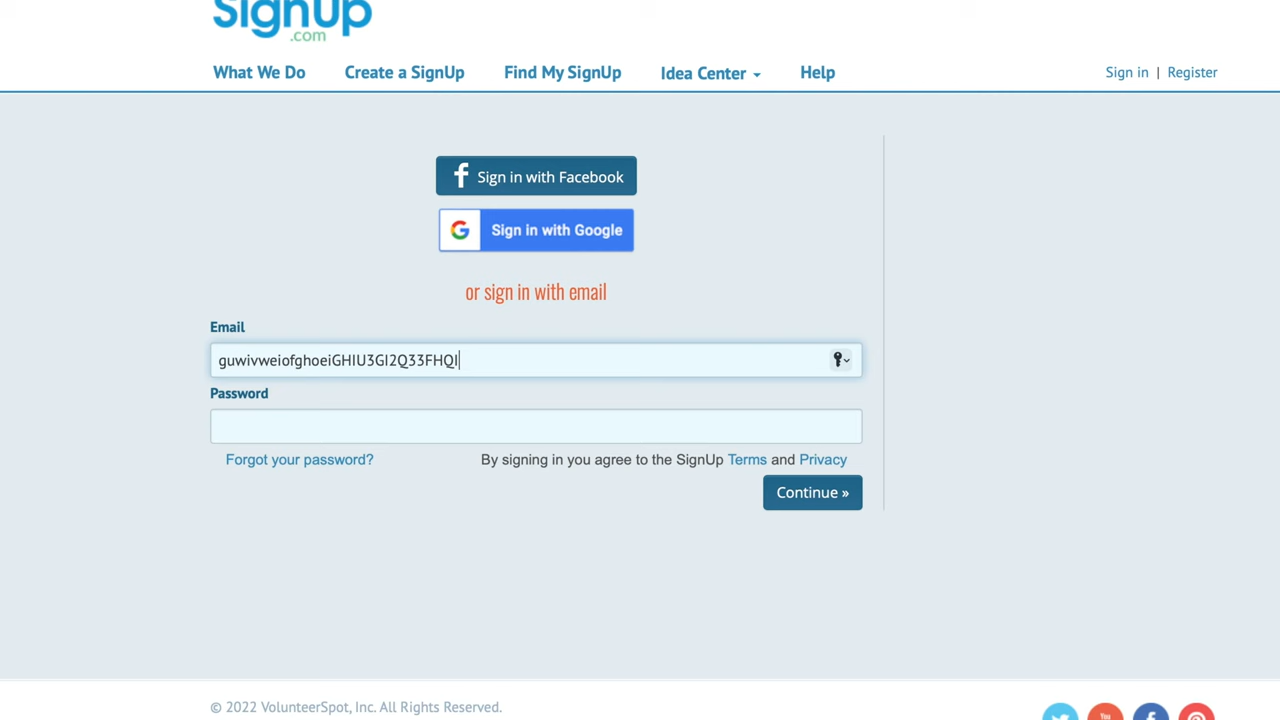 SignUp
.com
What We Do Create a SignUp Find My SignUp Idea Center Help Sign in | Register
Sign in with Facebook
Sign in with Google
or sign in with email
Email
guwivweiofghoeiGHIU3GI2Q33FHQI
Password
Forgot your password? By signing in you agree to the SignUp Terms and Privacy
Continue »
© 2022 VolunteerSpot, Inc. All Rights Reserved.